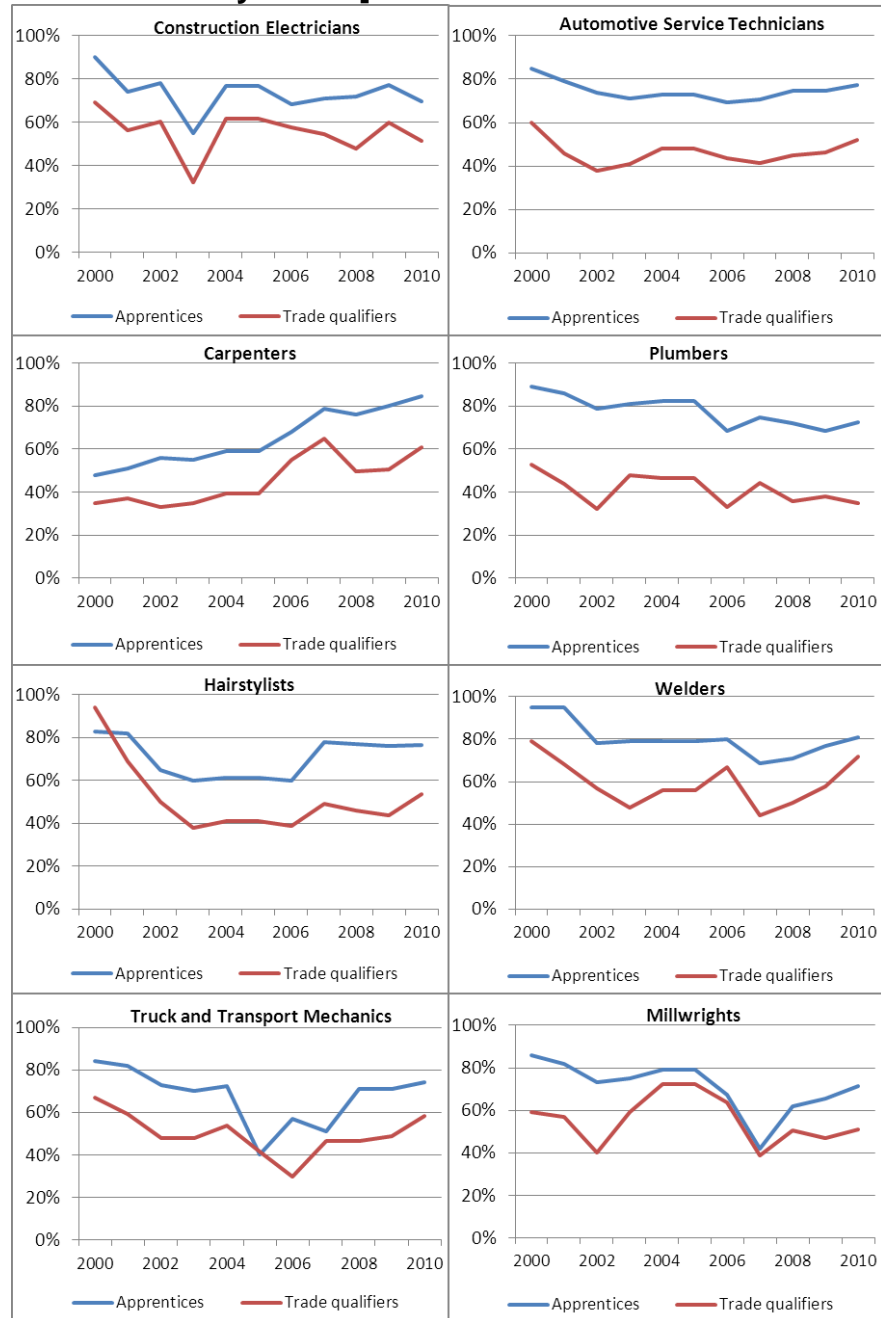 Construction Electricians
100%
80%
60%
40%
20%
0%
2000 2002 2004 2006 2008 2010
Apprentices Trade qualifiers
Automotive Service Technicians
100%
80%
60%
40%
20%
0%
2000 2002 2004 2006 2008 2010
Apprentices Trade qualifiers
Carpenters
100%
80%
60%
40%
20%
0%
2000 2002 2004 2006 2008 2010
Apprentices Trade qualifiers
Plumbers
100%
80%
60%
40%
20%
0%
2000 2002 2004 2006 2008 2010
Apprentices Trade qualifiers
Hairstylists
100%
80%
60%
40%
20%
0%
2000 2002 2004 2006 2008 2010
Apprentices Trade qualifiers
Welders
100%
80%
60%
40%
20%
0%
2000 2002 2004 2006 2008 2010
Apprentices Trade qualifiers
Truck and Transport Mechanics
100%
80%
60%
40%
20%
0%
2000 2002 2004 2006 2008 2010
Apprentices Trade qualifiers
Millwrights
100%
80%
60%
40%
20%
0%
2000 2002 2004 2006 2008 2010
Apprentices Trade qualifiers